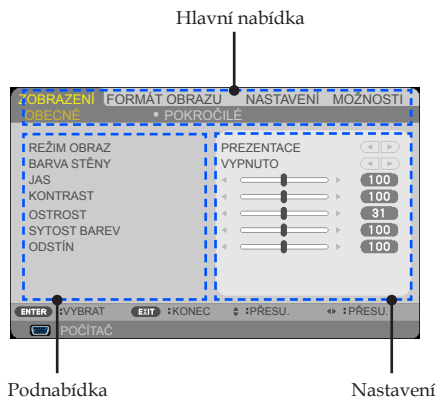 Hlavní nabídka
ZOBRAZENÍ FORMÁT OBRAZU NASTAVENÍ MOŽNOSTI
OBECNÉ • POKROČILÉ
REŽIM OBRAZ PREZENTACE
BARVA STĚNY VYPNUTO
JAS 100
KONTRAST 100
OSTROST 31
SYTOST BAREV 100
ODSTÍN 100
ENTER :VYBRAT EXIT :KONEC :PŘESU. :PŘESU.
POČÍTAČ
Podnabídka Nastavení